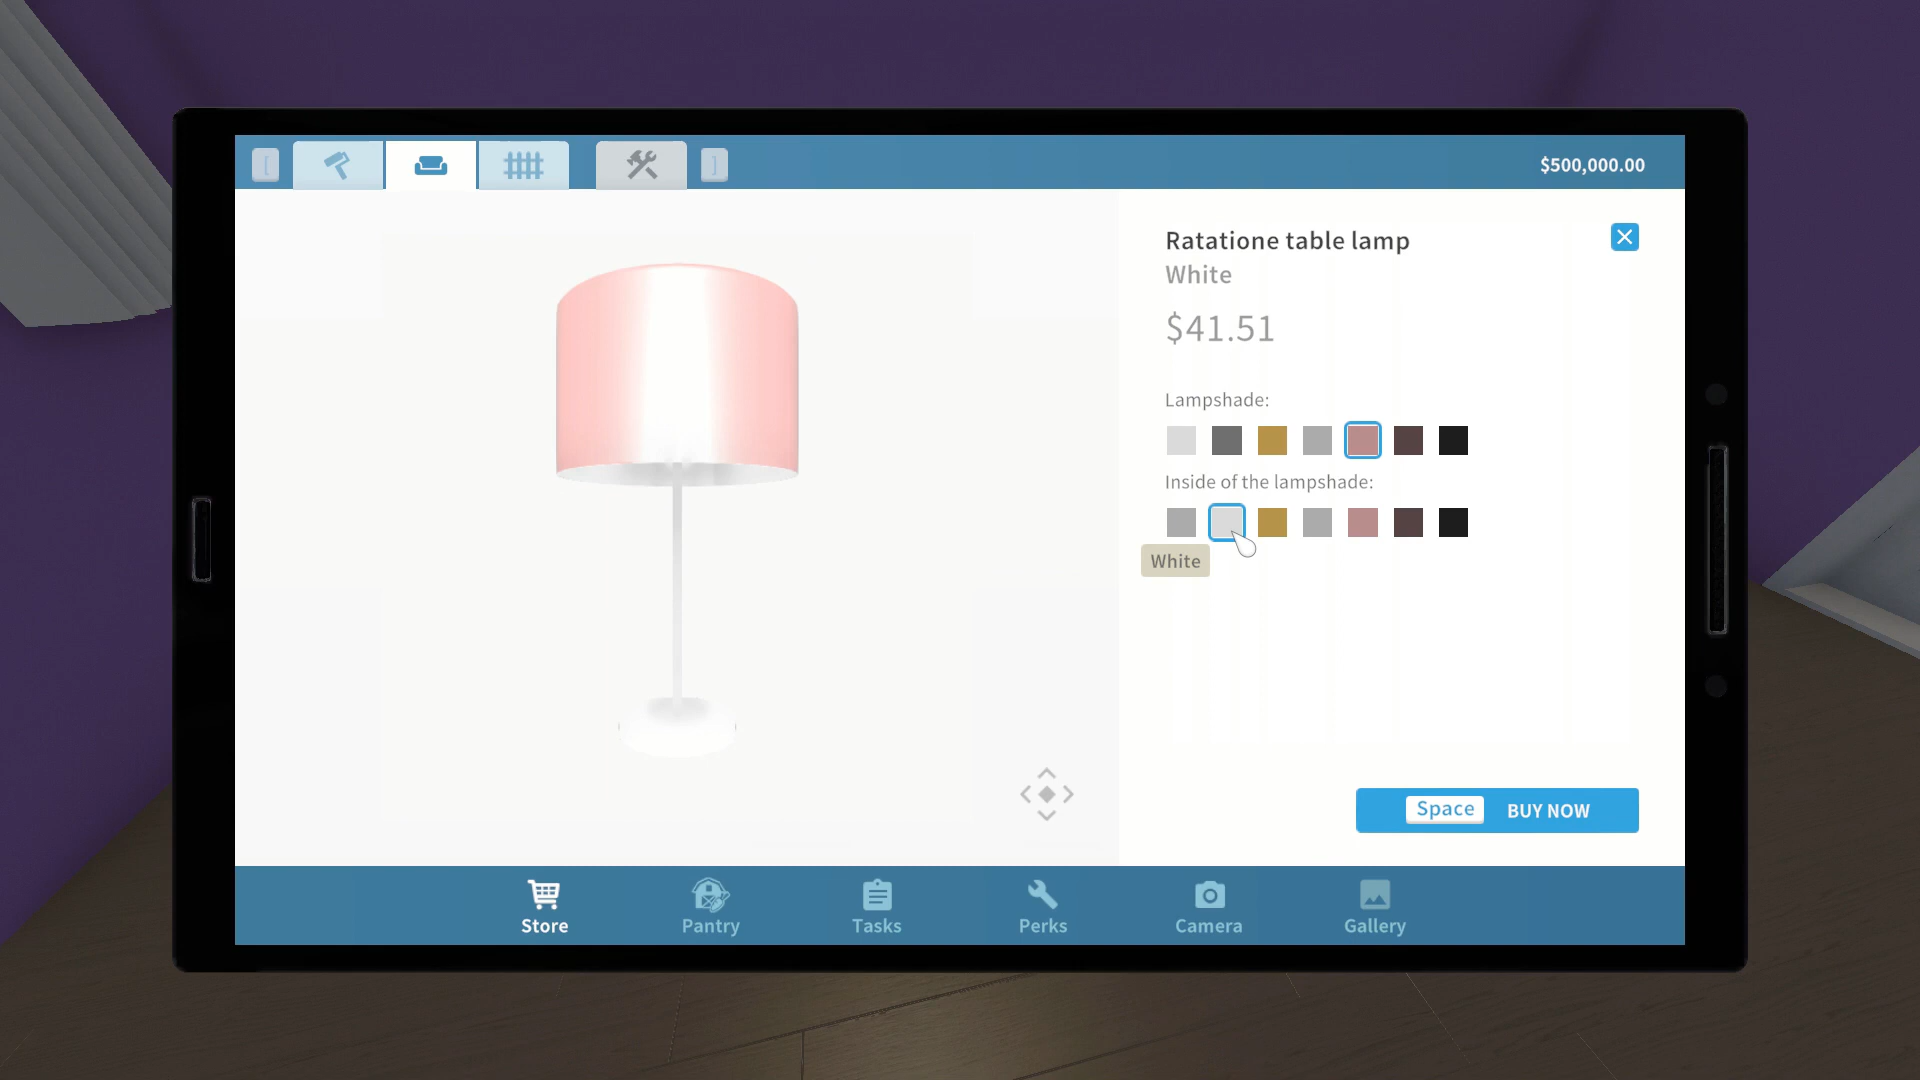 [
]
$500,000.00
Ratatione table lamp
White
$41.51
Lampshade:
Inside of the lampshade:
White
Space BUY NOW
Store
Pantry
Tasks
Perks
Camera
Gallery